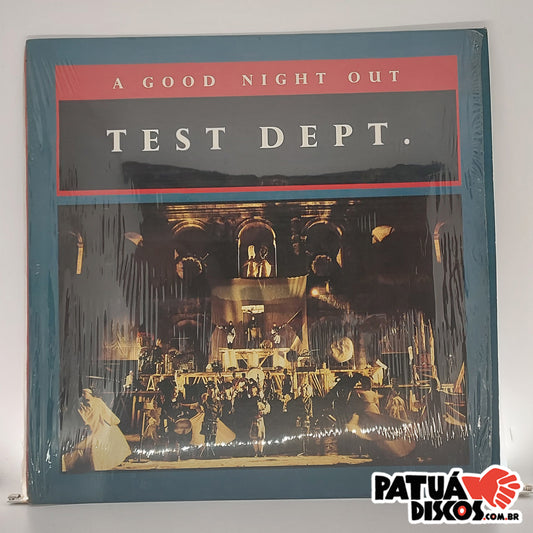 A GOOD NIGHT OUT
TEST DEPT.
PATUÁ
DISCOS.COM.BR